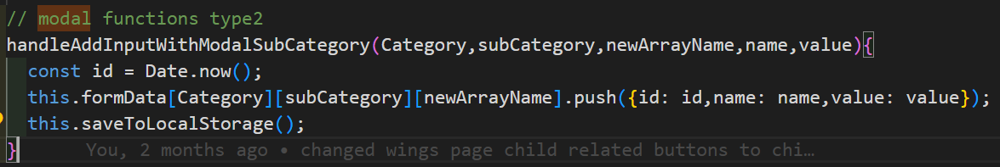 // modal functions type2
handleAddInputWithModalSubCategory(Category,subCategory,newArrayName,name,value){
  const id = Date.now();
  this.formData[Category][subCategory][newArrayName].push({id: id,name: name,value: value});
  this.saveToLocalStorage();
}      You, 2 months ago • changed wings page child related buttons to chi…